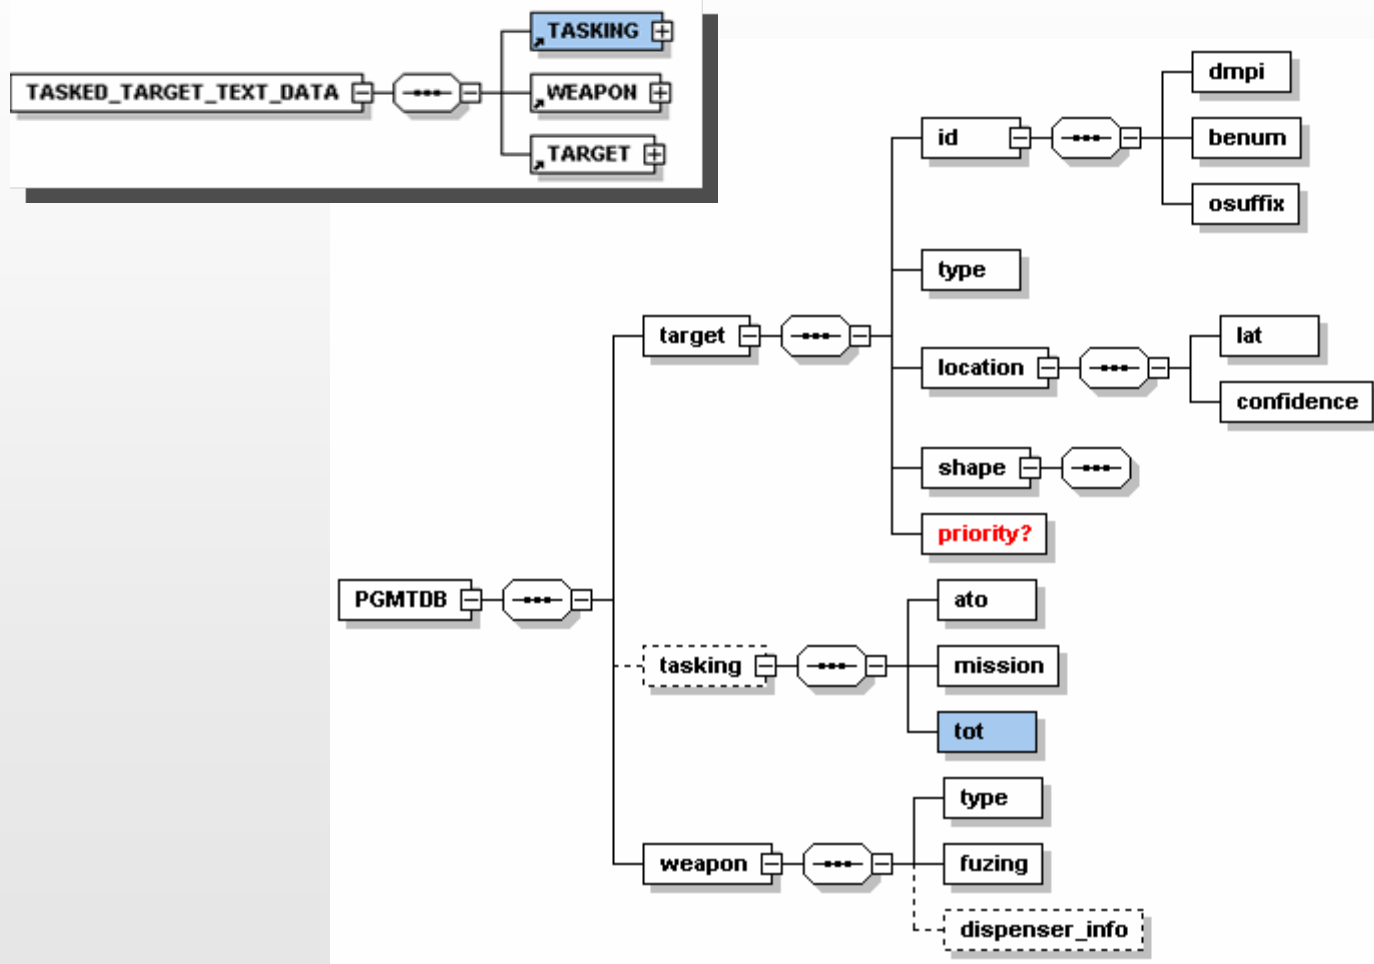 TASKING
TASKED_TARGET_TEXT_DATA
WEAPON
TARGET
dmpi
id
benum
osuffix
type
target
lat
location
confidence
shape
priority?
PGMTDB
ato
tasking
mission
tot
type
weapon
fuzing
dispenser_info